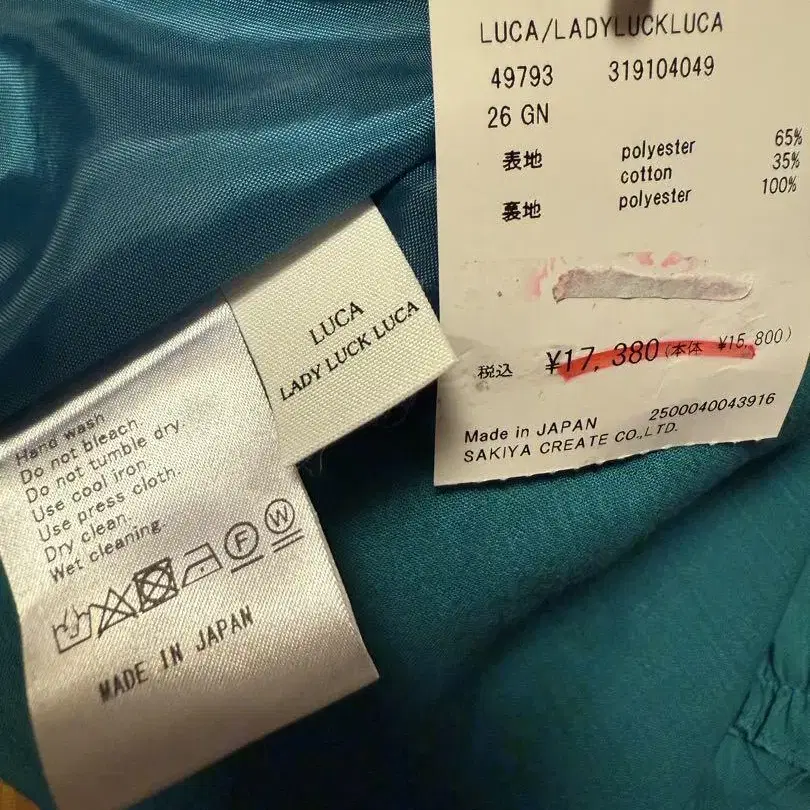 LUCA/LADYLUCKLUCA
49793 319104049
26 GN
表地 polyester 65%
cotton 35%
裏地 polyester 100%
税込 ¥17,380(本体 ¥15,800)
Made in JAPAN 2500040043916
SAKIYA CREATE CO.,LTD.
LUCA
LADY LUCK LUCA
Hand wash
Do not bleach.
Do not tumble dry.
Use cool iron.
Use press cloth.
Dry clean.
Wet cleaning
F W
MADE IN JAPAN